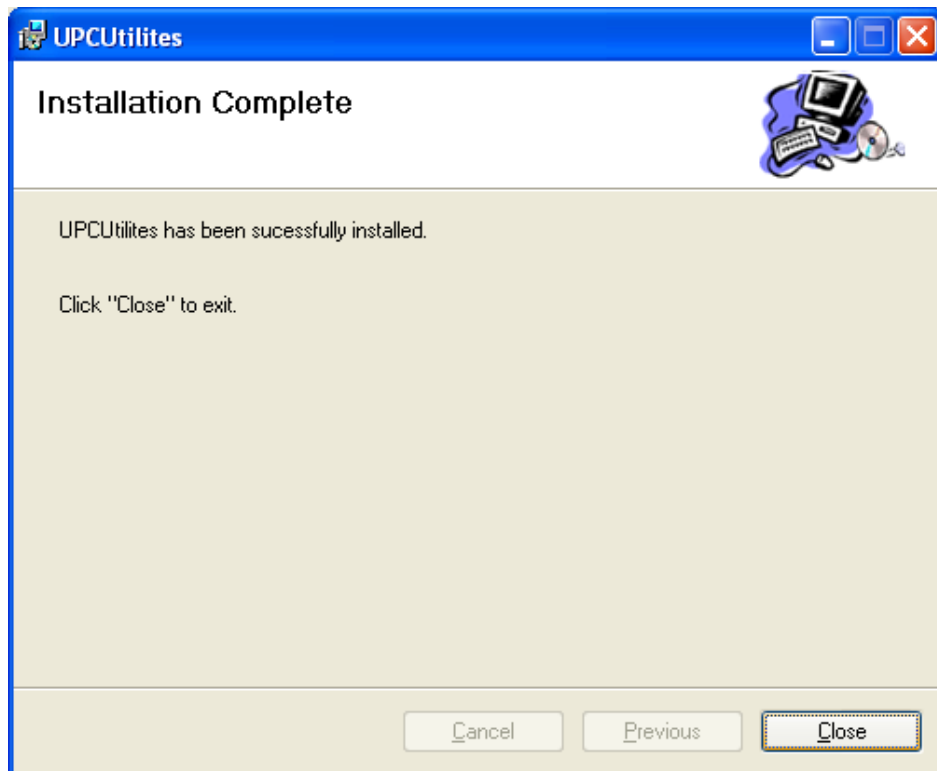 UPCUtilites
Installation Complete
UPCUtilites has been sucessfully installed.
Click "Close" to exit.
Cancel Previous Close